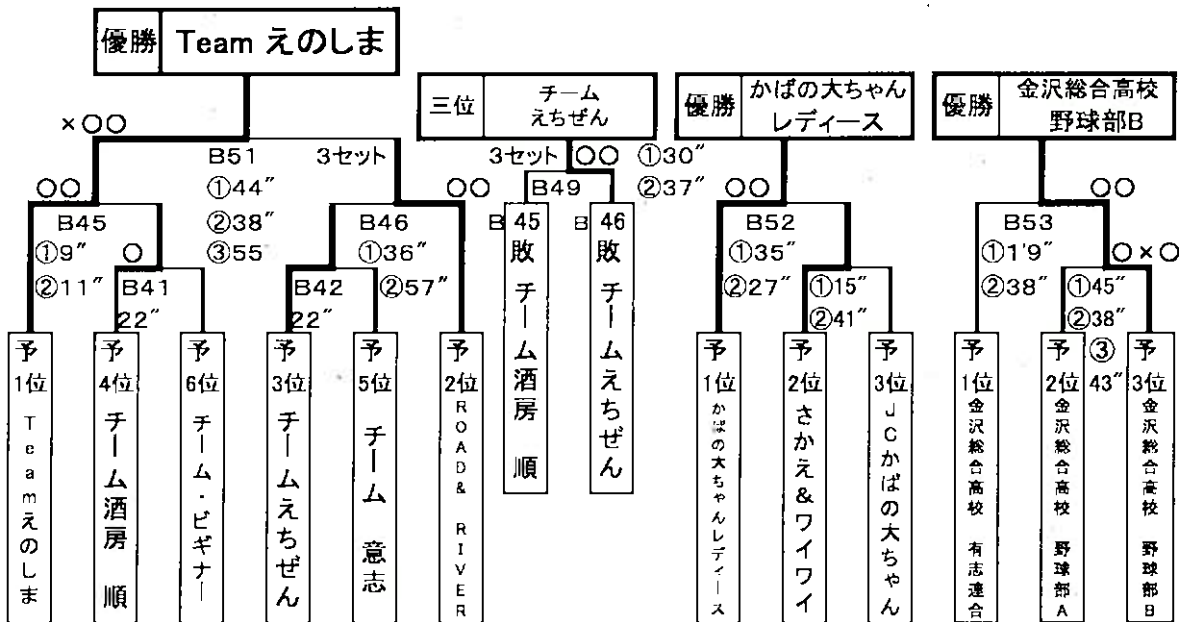 優勝 Team えのしま
三位 チーム えちぜん
優勝 かばの大ちゃん レディース
優勝 金沢総合高校 野球部B
×○○
B51 3セット
①44″
②38″
③55
3セット ○○ ①30″
②37″
B49
○○
B45
①9″
②11″
○
B41
22″
○○
B46
①36″
②57″
B42
22″
B45敗 チーム酒房 順
B46敗 チームえちぜん
○○
B52
①35″
②27″
①15″
②41″
○○
B53
①1'9″
②38″
○×○
①45″
②38″
③
43″
予1位 Teamえのしま
予4位 チーム酒房 順
予6位 チーム・ビギナー
予3位 チームえちぜん
予5位 チーム 意志
予2位 ROAD& RIVER
予1位 かばの大ちゃんレディース
予2位 さかえ&ワイワイ
予3位 JCかばの大ちゃん
予1位 金沢総合高校 有志連合
予2位 金沢総合高校 野球部A
予3位 金沢総合高校 野球部B